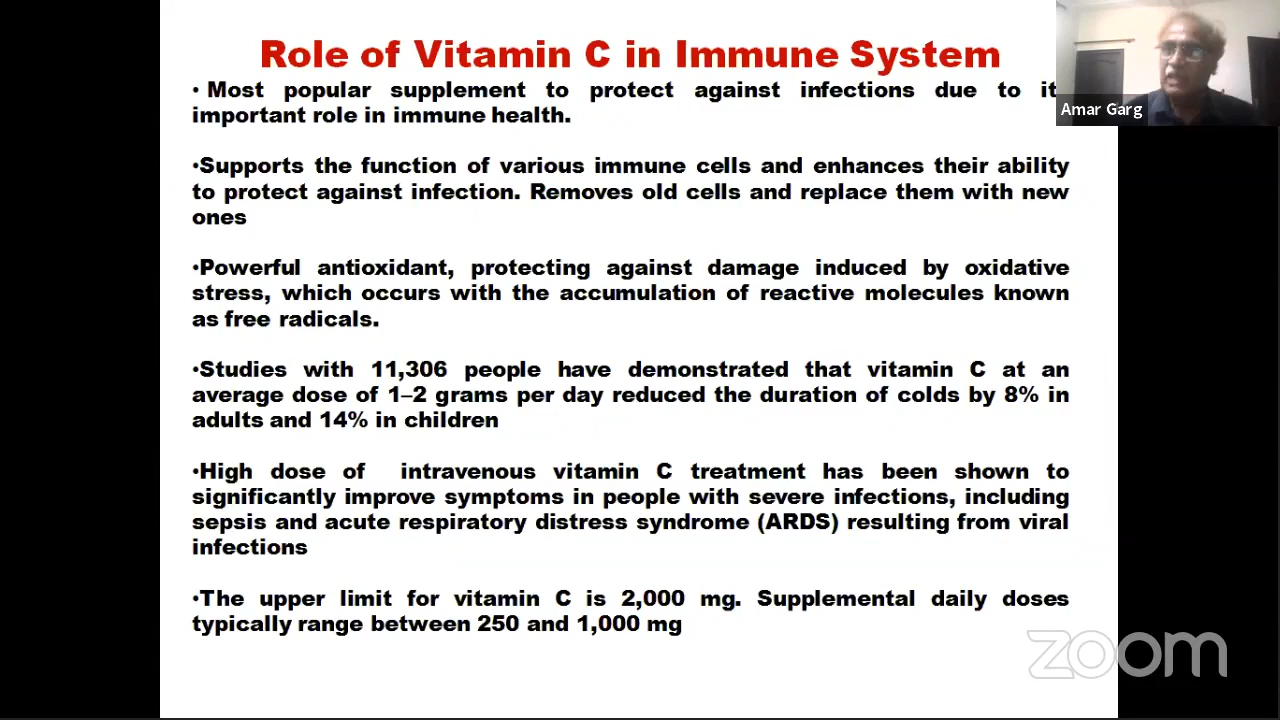 Role of Vitamin C in Immune System
• Most popular supplement to protect against infections due to it
important role in immune health.
•Supports the function of various immune cells and enhances their ability
to protect against infection. Removes old cells and replace them with new
ones
•Powerful antioxidant, protecting against damage induced by oxidative
stress, which occurs with the accumulation of reactive molecules known
as free radicals.
•Studies with 11,306 people have demonstrated that vitamin C at an
average dose of 1–2 grams per day reduced the duration of colds by 8% in
adults and 14% in children
•High dose of intravenous vitamin C treatment has been shown to
significantly improve symptoms in people with severe infections, including
sepsis and acute respiratory distress syndrome (ARDS) resulting from viral
infections
•The upper limit for vitamin C is 2,000 mg. Supplemental daily doses
typically range between 250 and 1,000 mg
Amar Garg
zoom